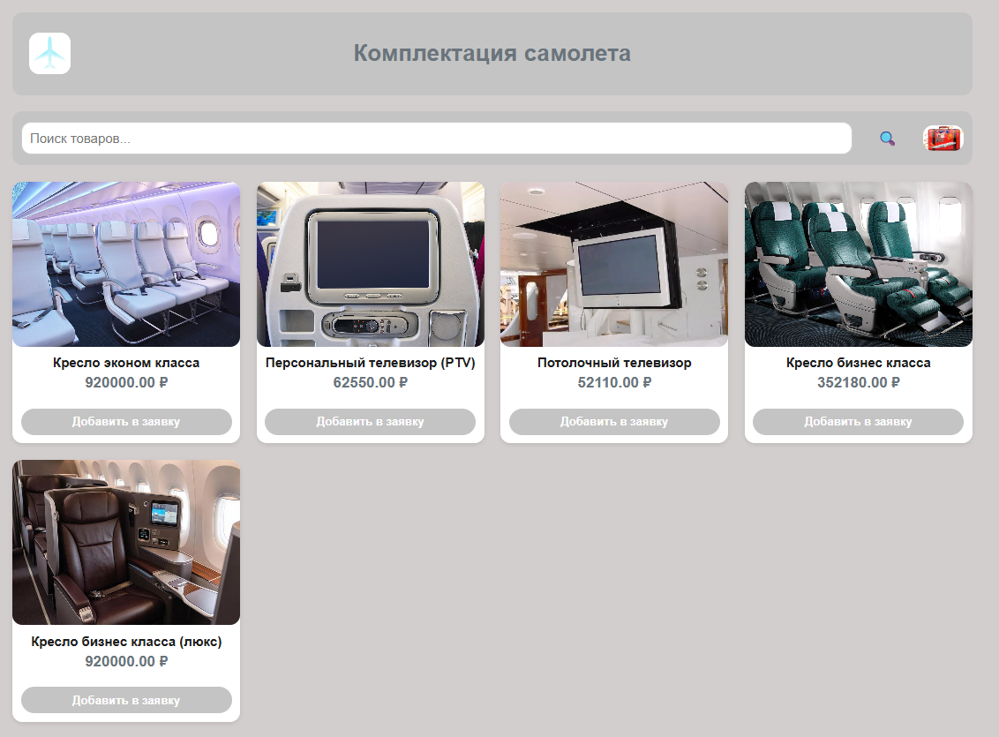 Комплектация самолета
Поиск товаров...
Кресло эконом класса
920000.00 ₽
Добавить в заявку
Персональный телевизор (PTV)
62550.00 ₽
Добавить в заявку
Потолочный телевизор
52110.00 ₽
Добавить в заявку
Кресло бизнес класса
352180.00 ₽
Добавить в заявку
Кресло бизнес класса (люкс)
920000.00 ₽
Добавить в заявку